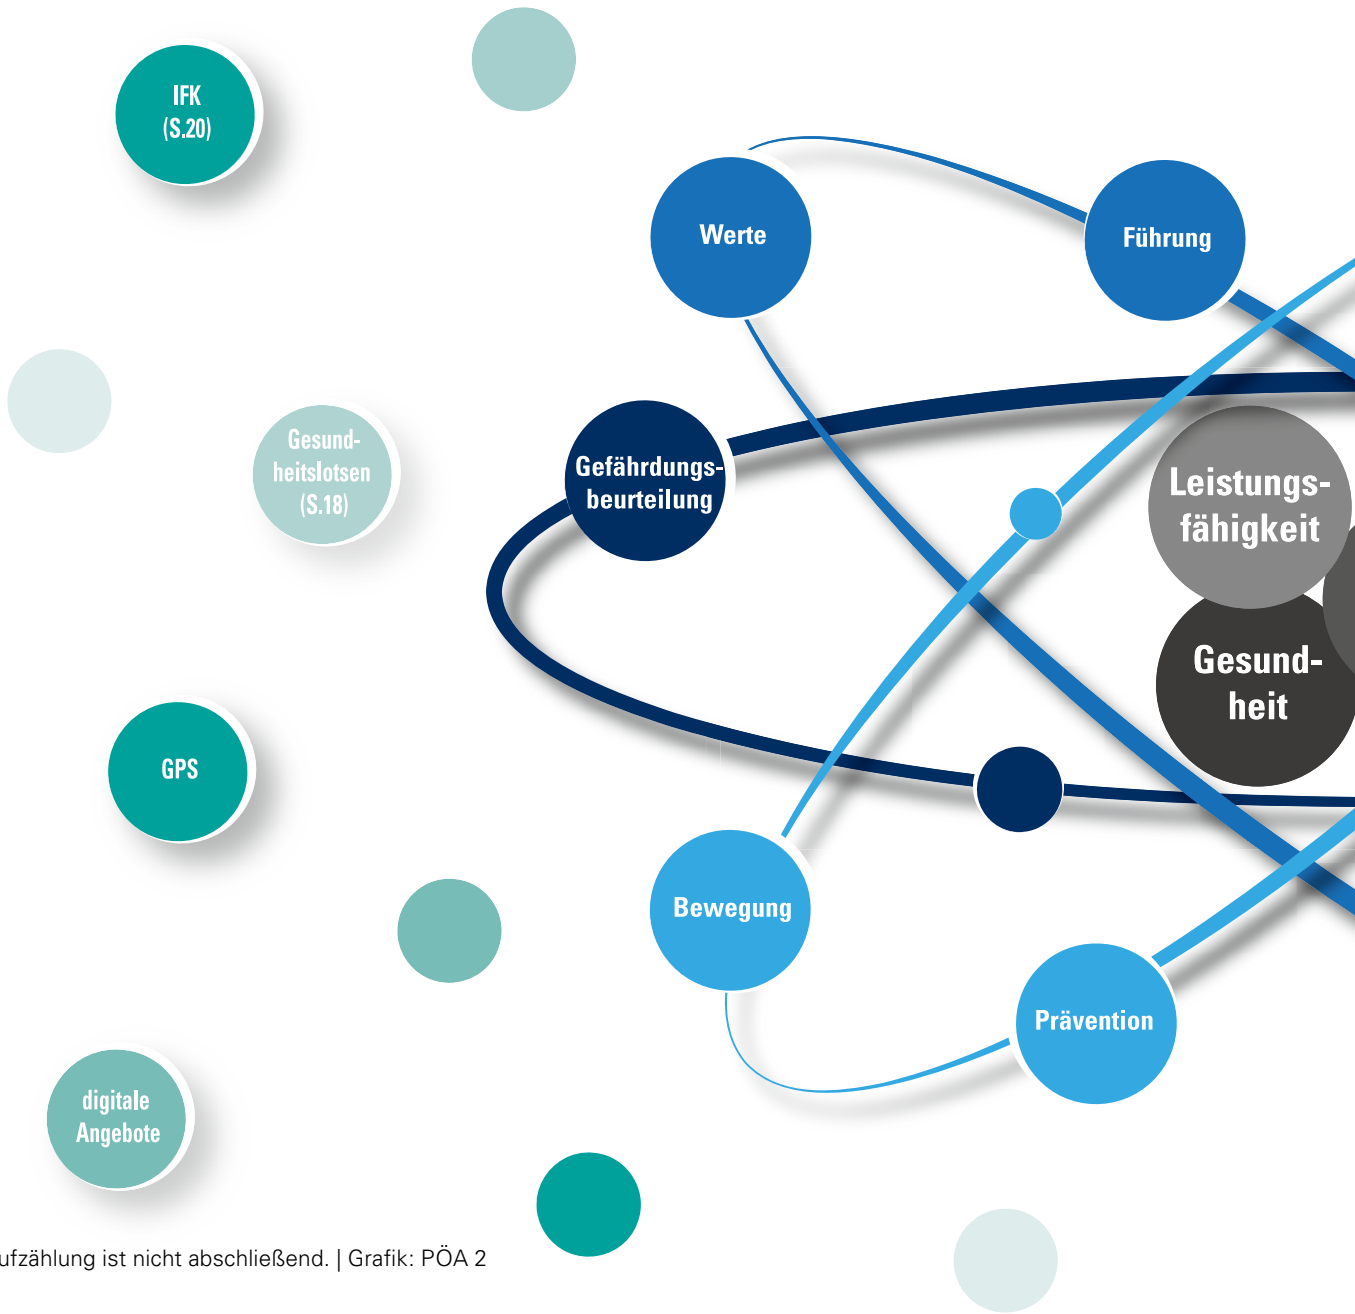 IFK
(S.20)
Werte
Führung
Gesund-
heitslotsen
(S.18)
Gefährdungs-
beurteilung
Leistungs-
fähigkeit
Gesund-
heit
GPS
Bewegung
Prävention
digitale
Angebote
ufzählung ist nicht abschließend. | Grafik: PÖA 2